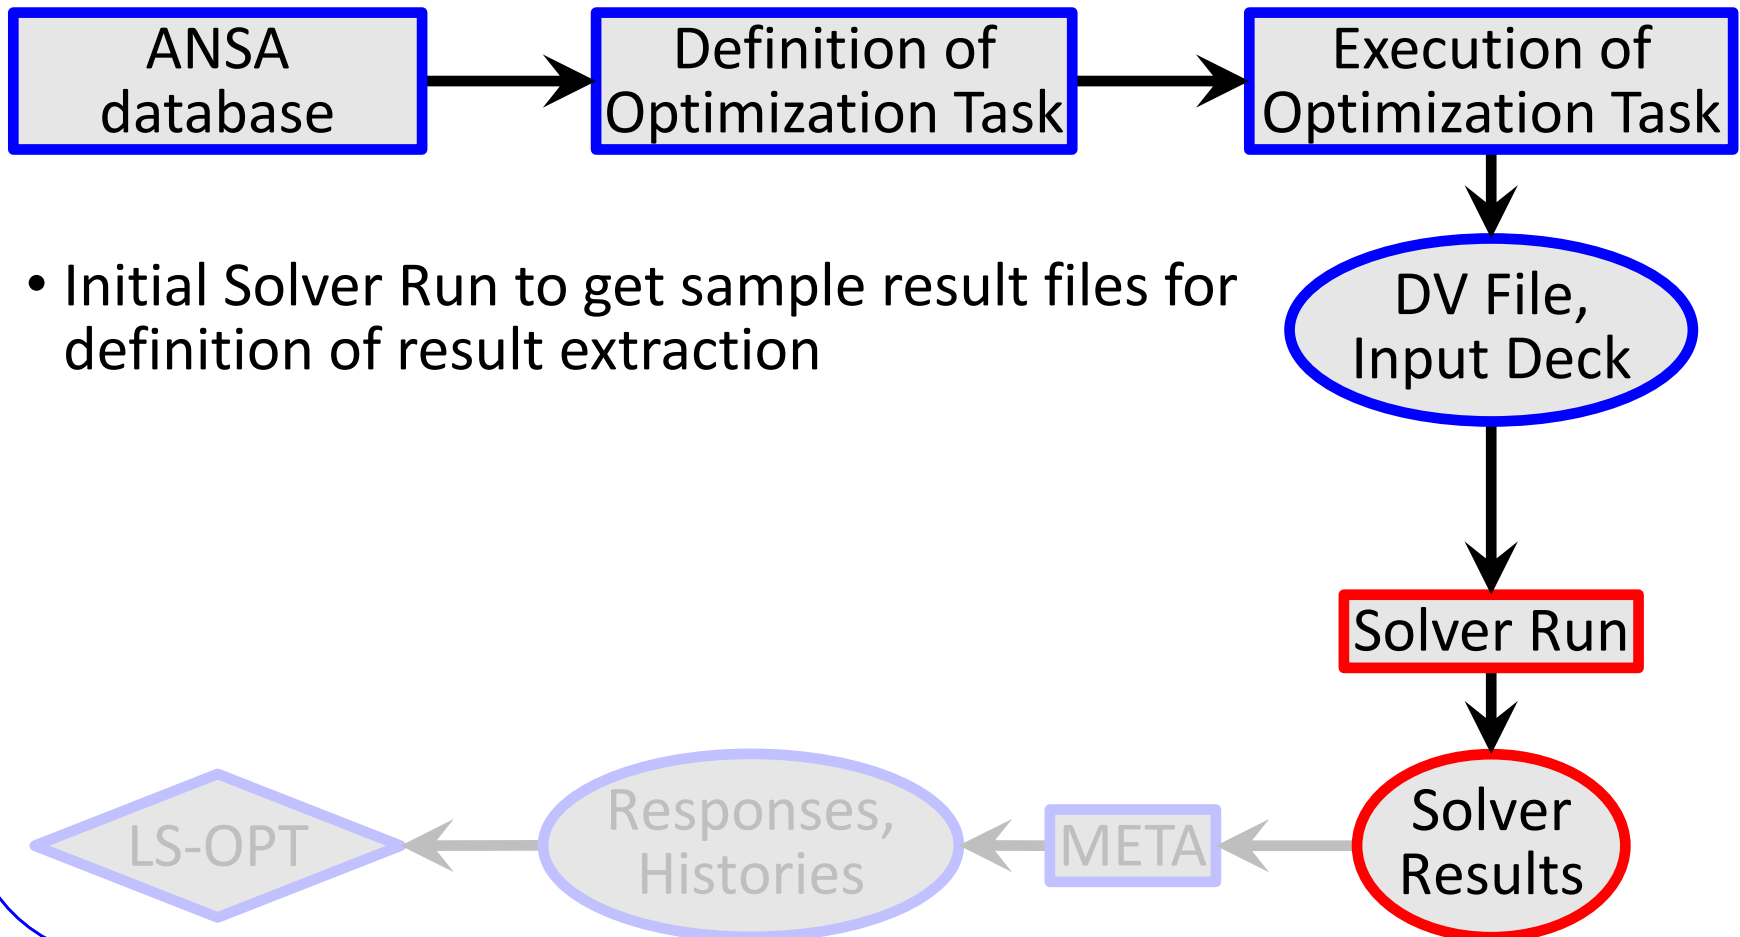 ANSA
database
Definition of
Optimization Task
Execution of
Optimization Task
• Initial Solver Run to get sample result files for
definition of result extraction
DV File,
Input Deck
Solver Run
Solver
Results
META
Responses,
Histories
LS-OPT